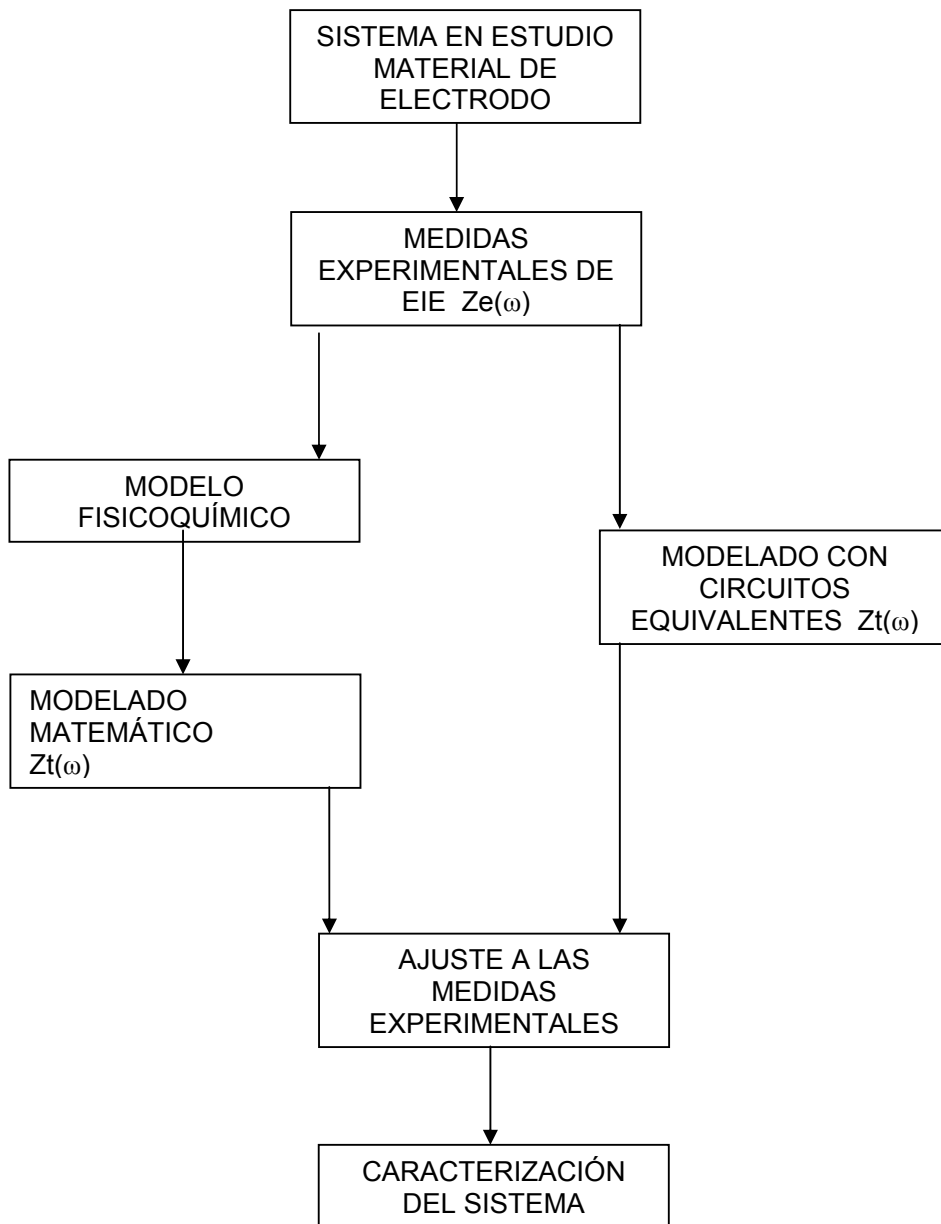 SISTEMA EN ESTUDIO
MATERIAL DE
ELECTRODO
MEDIDAS
EXPERIMENTALES DE
EIE Ze(ω)
MODELO
FISICOQUÍMICO
MODELADO CON
CIRCUITOS
EQUIVALENTES Zt(ω)
MODELADO
MATEMÁTICO
Zt(ω)
AJUSTE A LAS
MEDIDAS
EXPERIMENTALES
CARACTERIZACIÓN
DEL SISTEMA